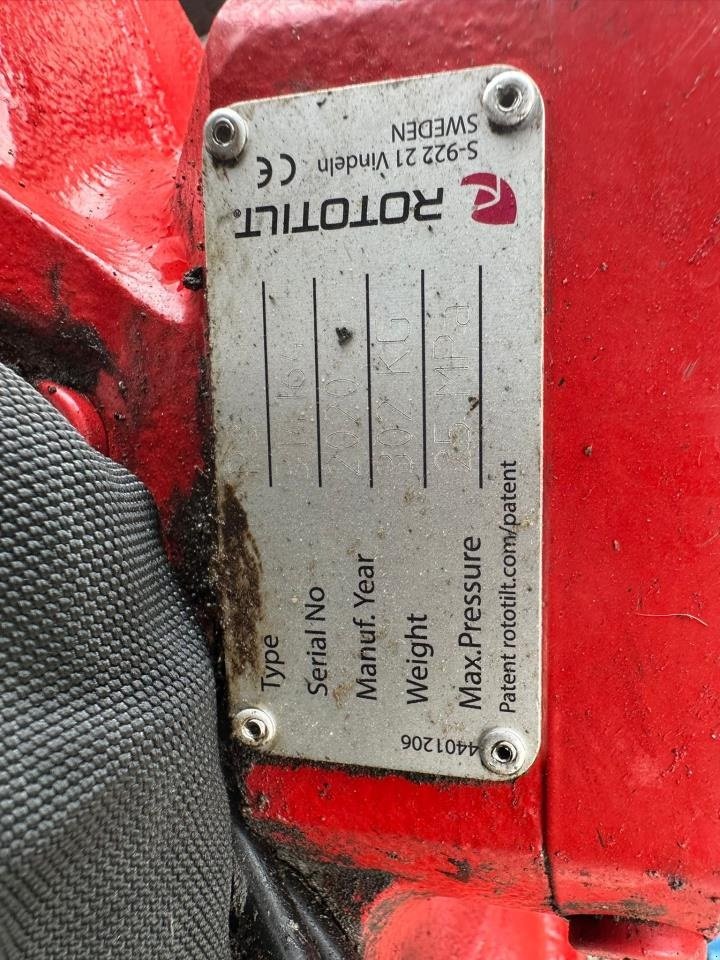 ROTOTILT®
S-922 21 Vindeln
SWEDEN
CE
Type
Serial No
Manuf. Year 2020
Weight 302 KG
Max.Pressure 25 MPa
Patent rototilt.com/patent
4401206